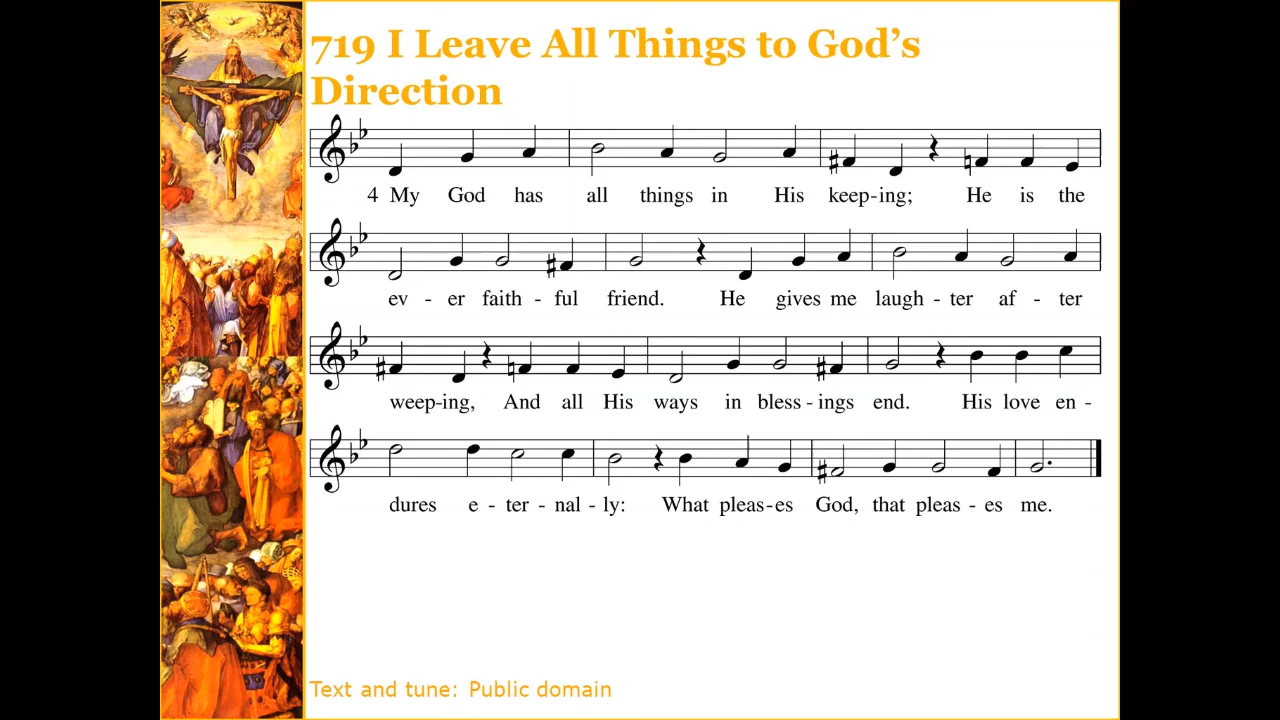 719 I Leave All Things to God’s
Direction
4 My God has all things in His keep-ing; He is the
ev - er faith - ful friend. He gives me laugh - ter af - ter
weep-ing, And all His ways in bless - ings end. His love en -
dures e - ter - nal - ly: What pleas-es God, that pleas - es me.
Text and tune: Public domain